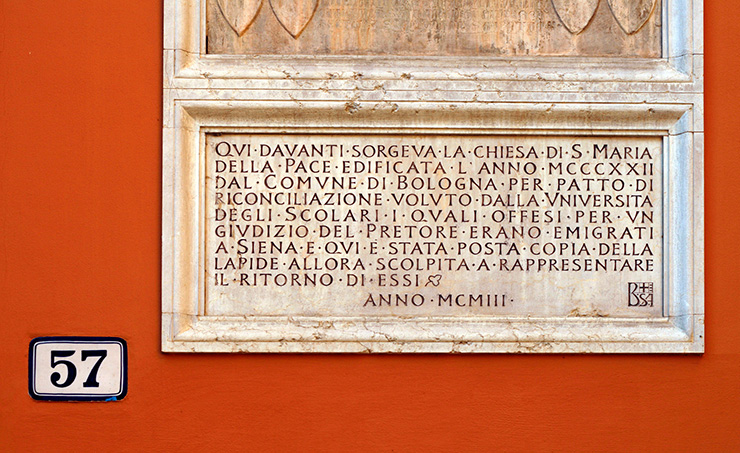 QVI·DAVANTI·SORGEVA·LA·CHIESA·DI·S·MARIA
DELLA·PACE·EDIFICATA·L'ANNO·MCCCXXII
DAL·COMVNE·DI·BOLOGNA·PER·PATTO·DI
RICONCILIAZIONE·VOLVTO·DALLA·VNIVERSITA
DEGLI·SCOLARI·I·QVALI·OFFESI·PER·VN
GIVDIZIO·DEL·PRETORE·ERANO·EMIGRATI
A·SIENA·E·QVI·E·STATA·POSTA·COPIA·DELLA
LAPIDE·ALLORA·SCOLPITA·A·RAPPRESENTARE
IL·RITORNO·DI·ESSI
ANNO·MCMIII·
57